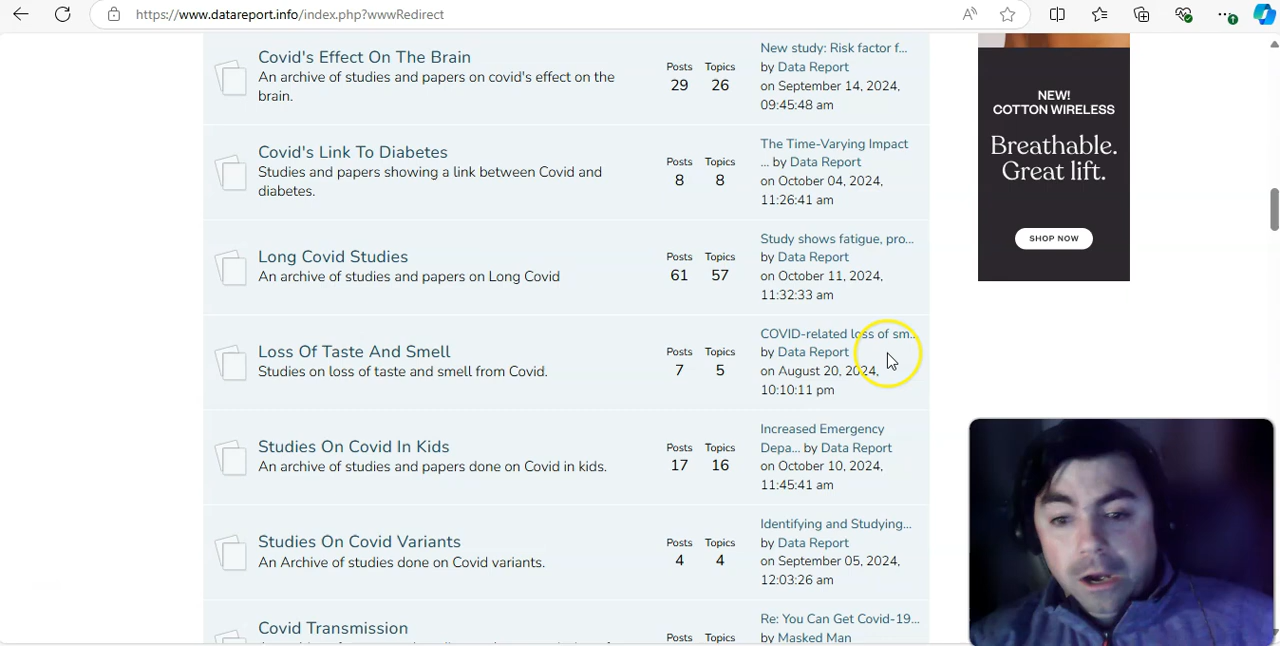 https://www.datareport.info/index.php?wwwRedirect
Covid's Effect On The Brain
An archive of studies and papers on covid's effect on the
brain.
Posts Topics
29 26
New study: Risk factor f...
by Data Report
on September 14, 2024,
09:45:48 am
Covid's Link To Diabetes
Studies and papers showing a link between Covid and
diabetes.
Posts Topics
8 8
The Time-Varying Impact
... by Data Report
on October 04, 2024,
11:26:41 am
Long Covid Studies
An archive of studies and papers on Long Covid
Posts Topics
61 57
Study shows fatigue, pro...
by Data Report
on October 11, 2024,
11:32:33 am
Loss Of Taste And Smell
Studies on loss of taste and smell from Covid.
Posts Topics
7 5
COVID-related loss of sm...
by Data Report
on August 20, 2024,
10:10:11 pm
Studies On Covid In Kids
An archive of studies and papers done on Covid in kids.
Posts Topics
17 16
Increased Emergency
Depa... by Data Report
on October 10, 2024,
11:45:41 am
Studies On Covid Variants
An Archive of studies done on Covid variants.
Posts Topics
4 4
Identifying and Studying...
by Data Report
on September 05, 2024,
12:03:26 am
Covid Transmission
Posts Topics
Re: You Can Get Covid-19...
by Masked Man
NEW!
COTTON WIRELESS
Breathable.
Great lift.
SHOP NOW